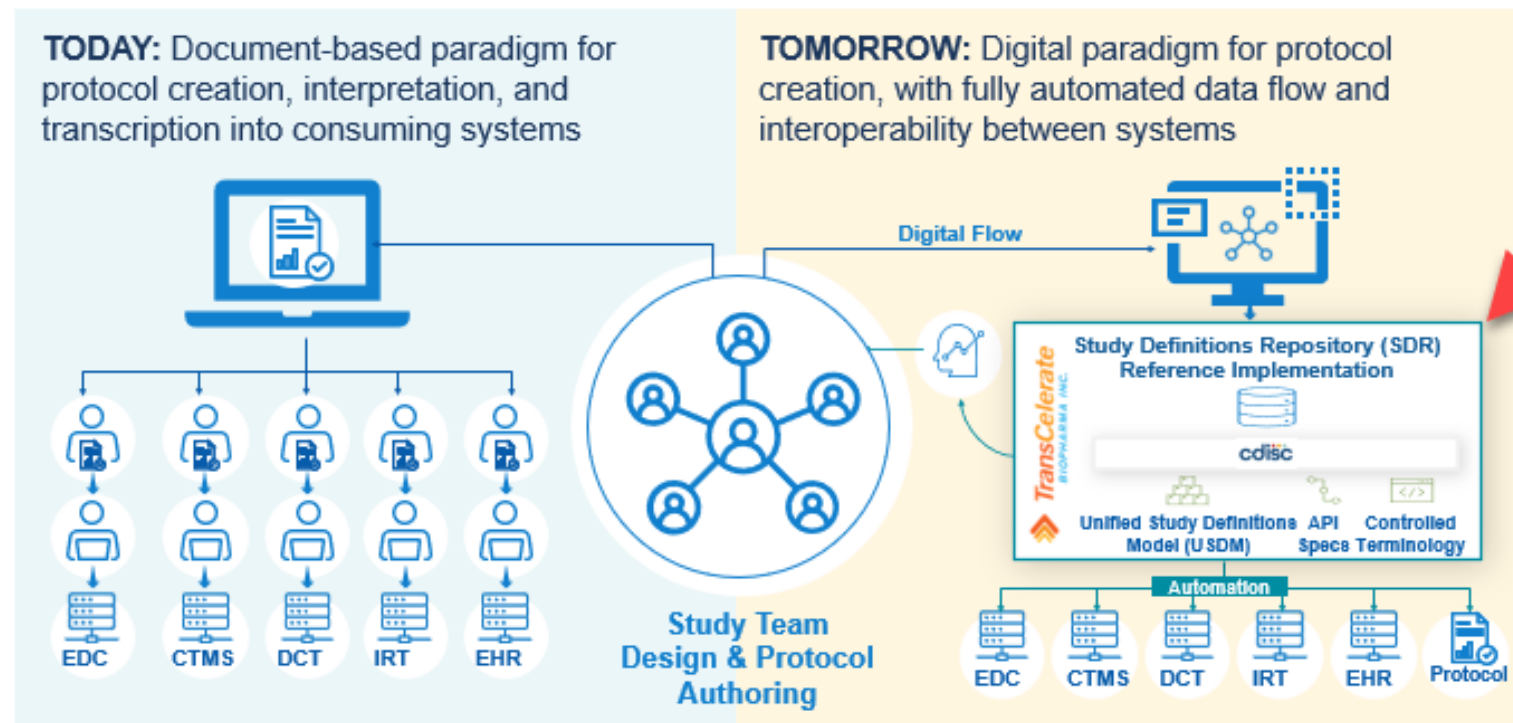 TODAY: Document-based paradigm for
protocol creation, interpretation, and
transcription into consuming systems
TOMORROW: Digital paradigm for protocol
creation, with fully automated data flow and
interoperability between systems
Digital Flow
Study Definitions Repository (SDR)
Reference Implementation
TransCelerate
BIOPHARMA INC.
cdisc
Unified Study Definitions
Model (USDM)
API
Specs
Controlled
Terminology
Automation
EDC
CTMS
DCT
IRT
EHR
Study Team
Design & Protocol
Authoring
EDC
CTMS
DCT
IRT
EHR
Protocol